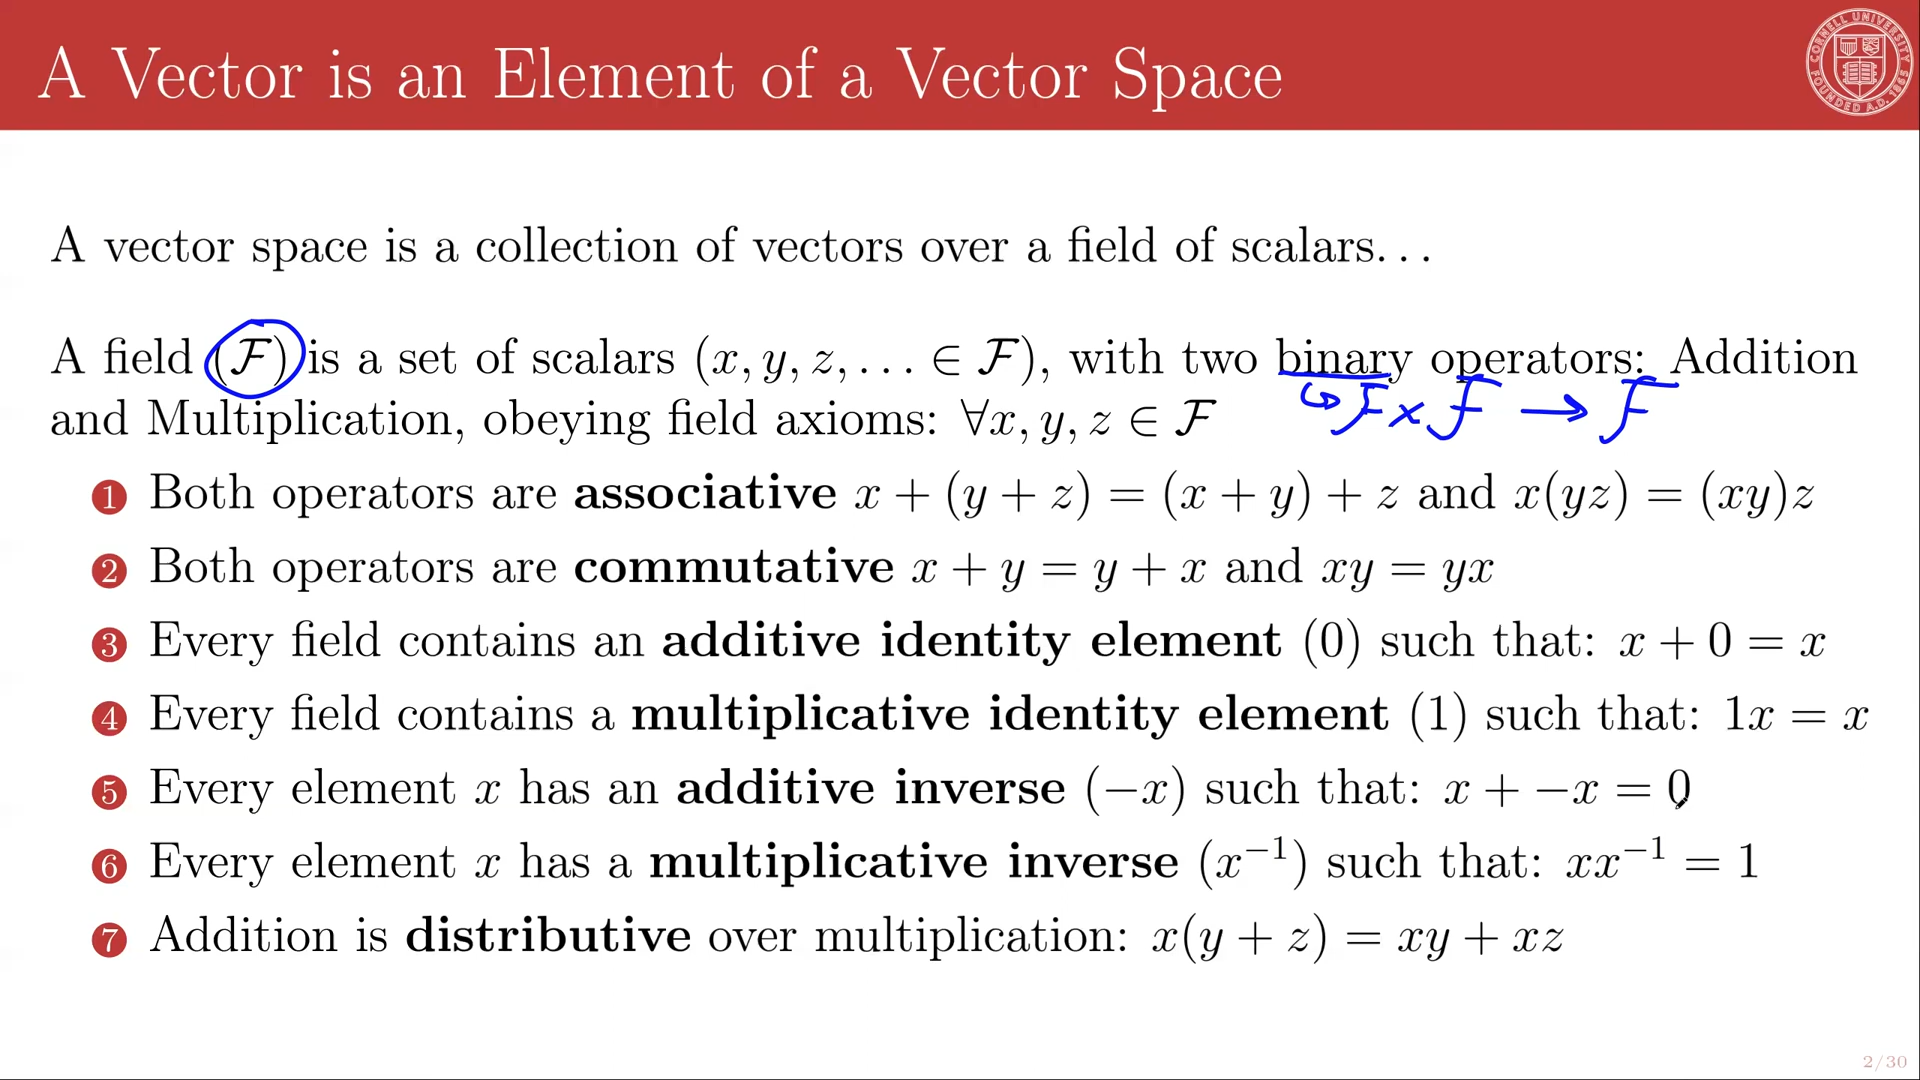 A Vector is an Element of a Vector Space
CORNELL UNIVERSITY
FOUNDED A.D. 1865
A vector space is a collection of vectors over a field of scalars. . .
A field (ℱ) is a set of scalars (x, y, z, . . . ∈ ℱ), with two binary operators: Addition
and Multiplication, obeying field axioms: ∀x, y, z ∈ ℱ
↪ ℱ × ℱ → ℱ
1 Both operators are associative x + (y + z) = (x + y) + z and x(yz) = (xy)z
2 Both operators are commutative x + y = y + x and xy = yx
3 Every field contains an additive identity element (0) such that: x + 0 = x
4 Every field contains a multiplicative identity element (1) such that: 1x = x
5 Every element x has an additive inverse (−x) such that: x + −x = 0
6 Every element x has a multiplicative inverse (x⁻¹) such that: xx⁻¹ = 1
7 Addition is distributive over multiplication: x(y + z) = xy + xz
2/30